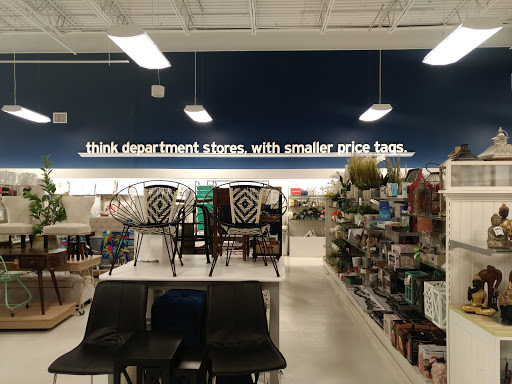 think department stores, with smaller price tags.